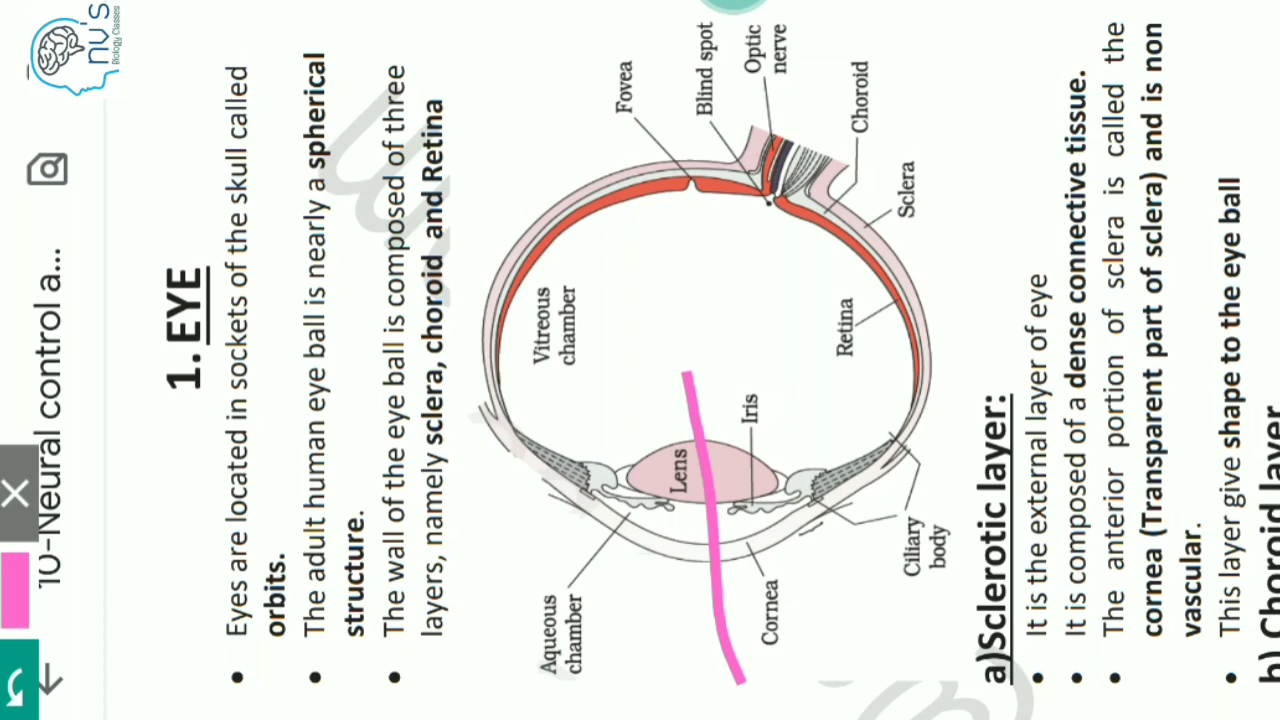 nv's
Biology Classes
10-Neural control a...
1. EYE
• Eyes are located in sockets of the skull called
orbits.
• The adult human eye ball is nearly a spherical
structure.
• The wall of the eye ball is composed of three
layers, namely sclera, choroid and Retina
Fovea
Blind spot
Optic
nerve
Choroid
Sclera
Vitreous
chamber
Retina
Lens
Iris
Aqueous
chamber
Cornea
Ciliary
body
a)Sclerotic layer:
• It is the external layer of eye
• It is composed of a dense connective tissue.
• The anterior portion of sclera is called the
cornea (Transparent part of sclera) and is non
vascular.
• This layer give shape to the eye ball
b) Choroid layer